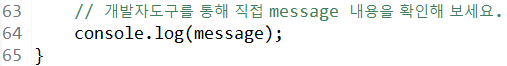 63 // 개발자도구를 통해 직접 message 내용을 확인해 보세요.
64 console.log(message);
65 }